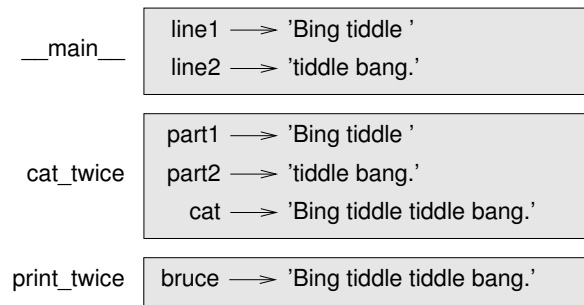 __main__
line1 ⟶ ’Bing tiddle ’
line2 ⟶ ’tiddle bang.’
cat_twice
part1 ⟶ ’Bing tiddle ’
part2 ⟶ ’tiddle bang.’
cat ⟶ ’Bing tiddle tiddle bang.’
print_twice
bruce ⟶ ’Bing tiddle tiddle bang.’